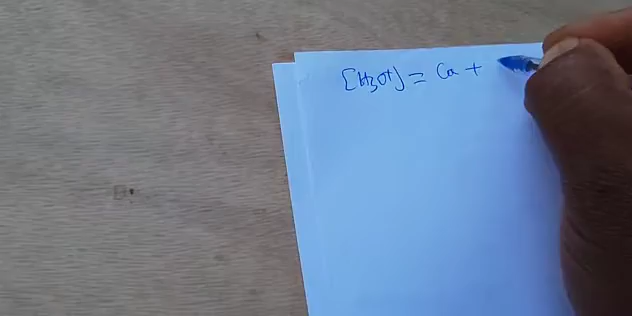 [H3O+] = Ca +